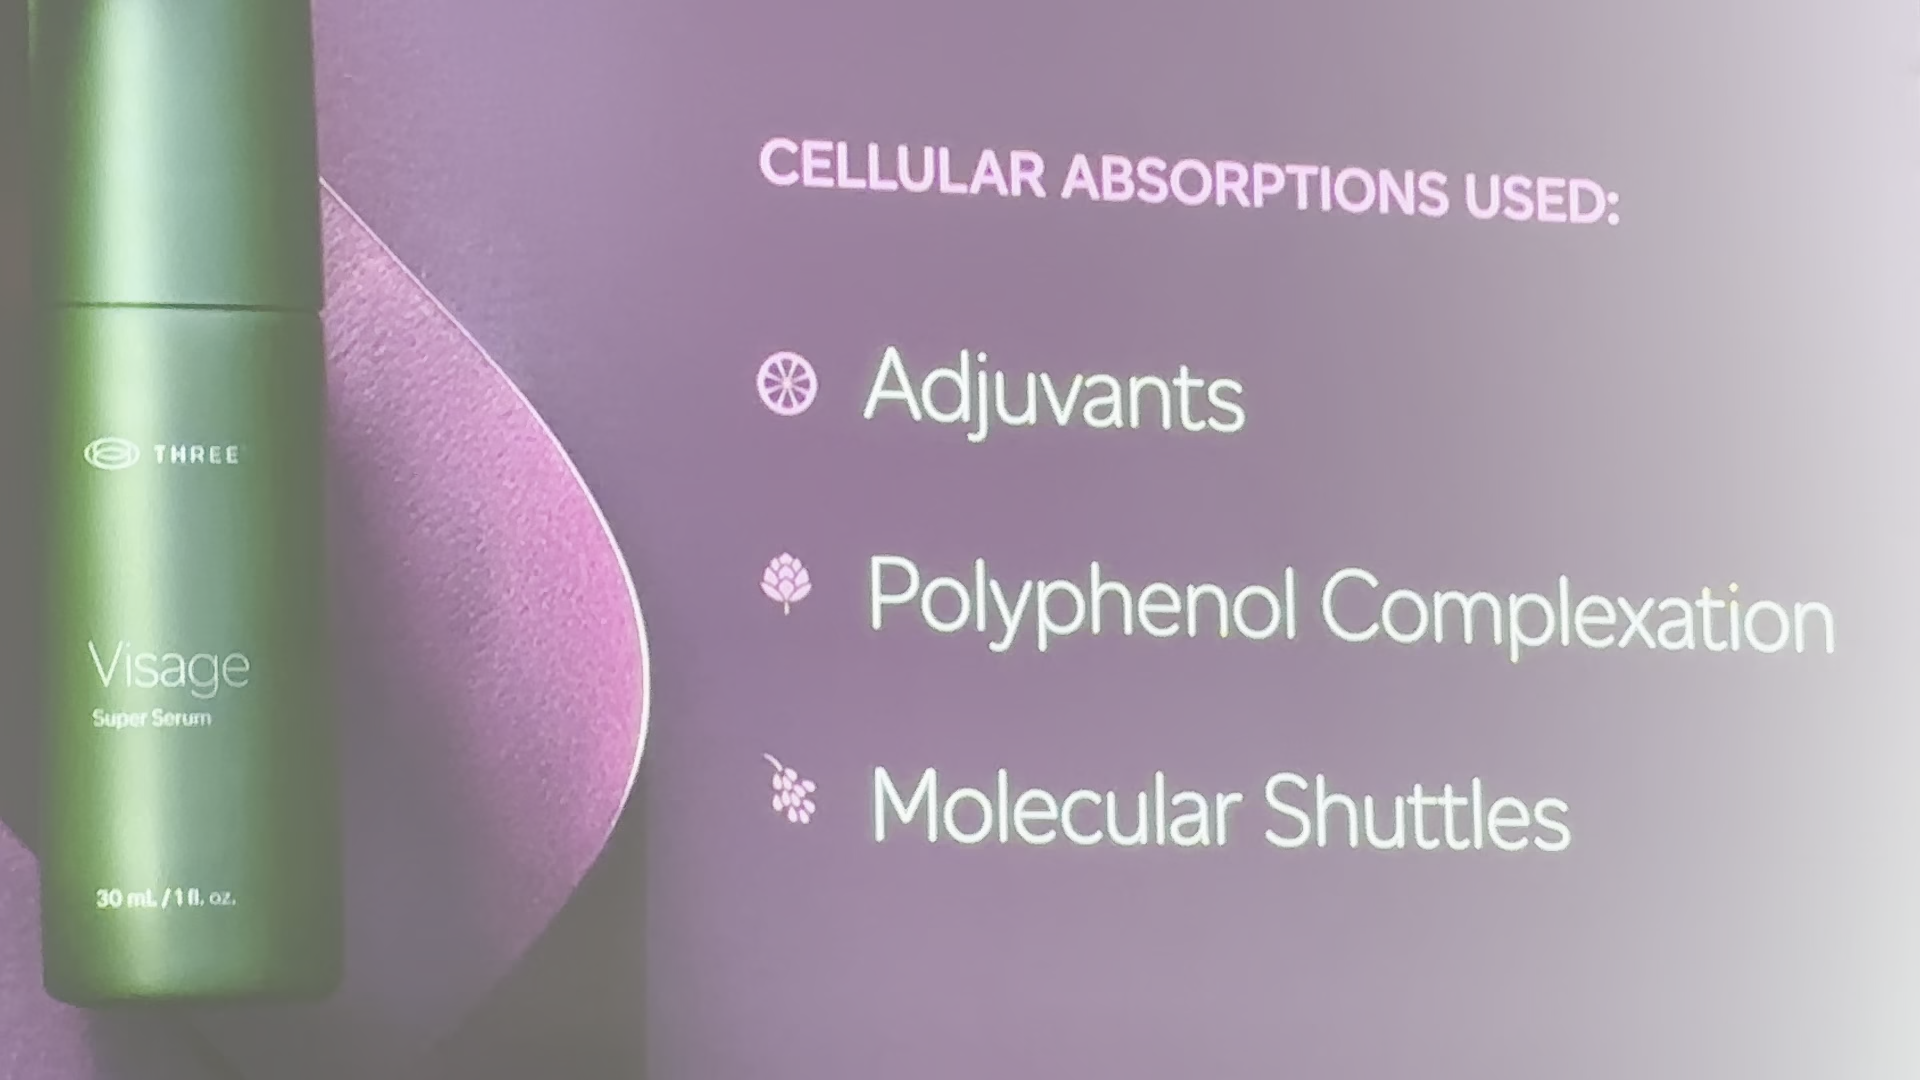 THREE
Visage
Super Serum
30 mL / 1 fl. oz.
CELLULAR ABSORPTIONS USED:
Adjuvants
Polyphenol Complexation
Molecular Shuttles